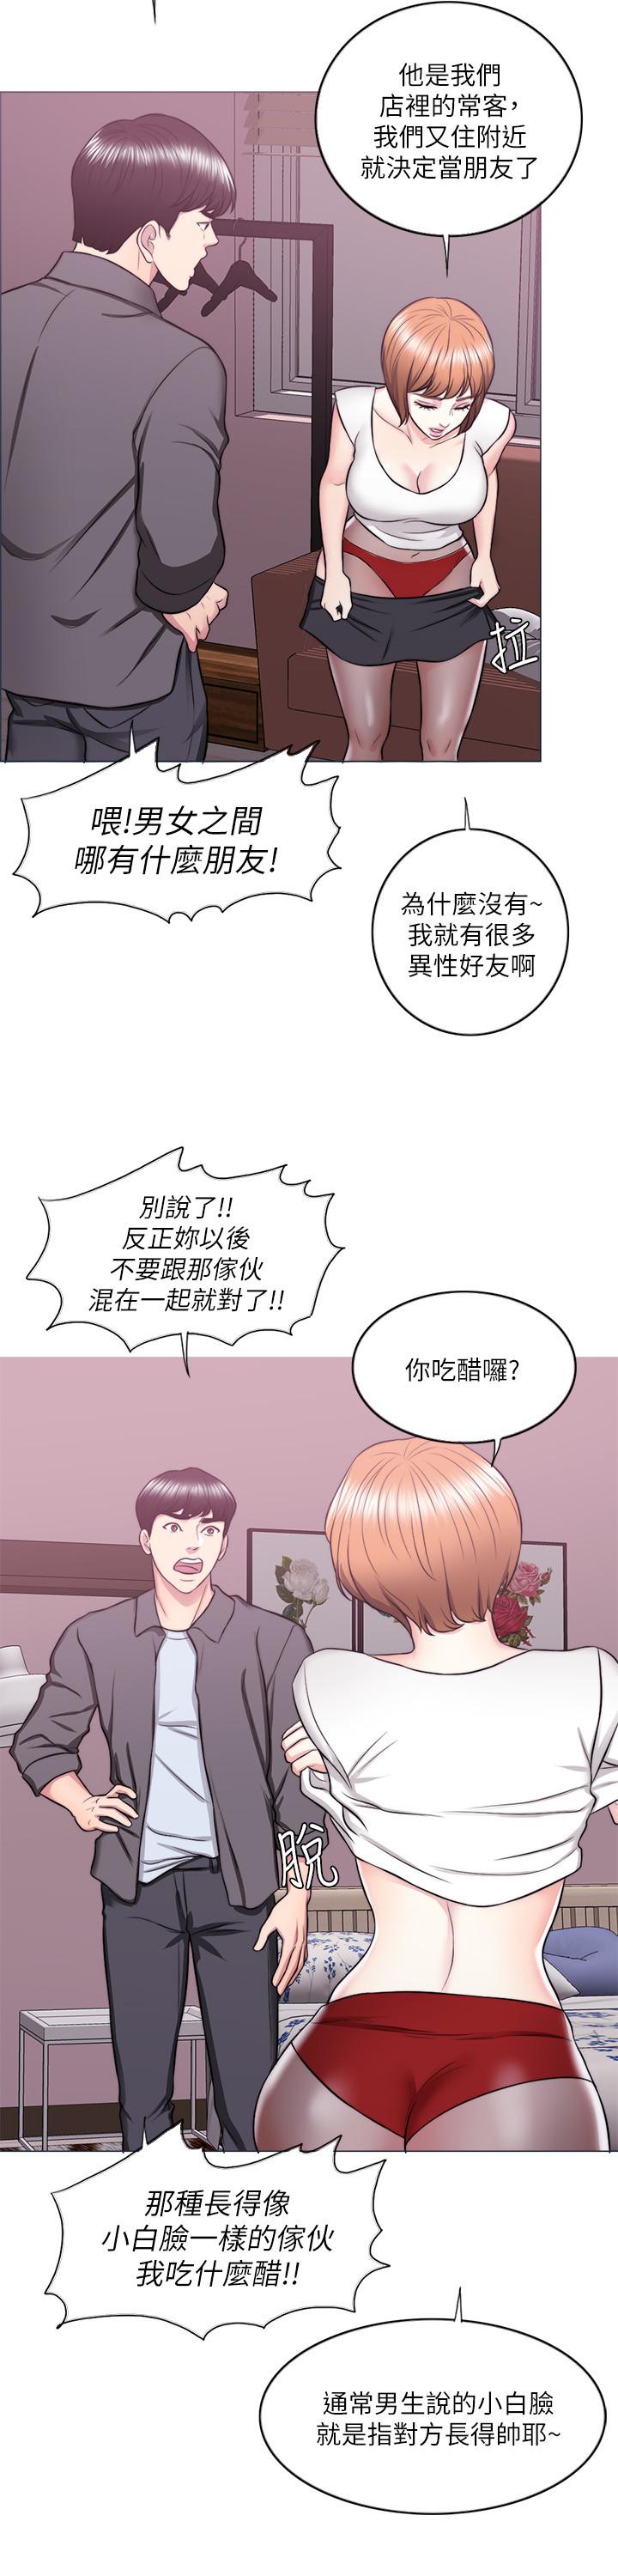 他是我們
店裡的常客，
我們又住附近
就決定當朋友了
拉
喂!男女之間
哪有什麼朋友!
為什麼沒有~
我就有很多
異性好友啊
別說了!!
反正妳以後
不要跟那傢伙
混在一起就對了!!
你吃醋囉?
脫
那種長得像
小白臉一樣的傢伙
我吃什麼醋!!
通常男生說的小白臉
就是指對方長得帥耶~